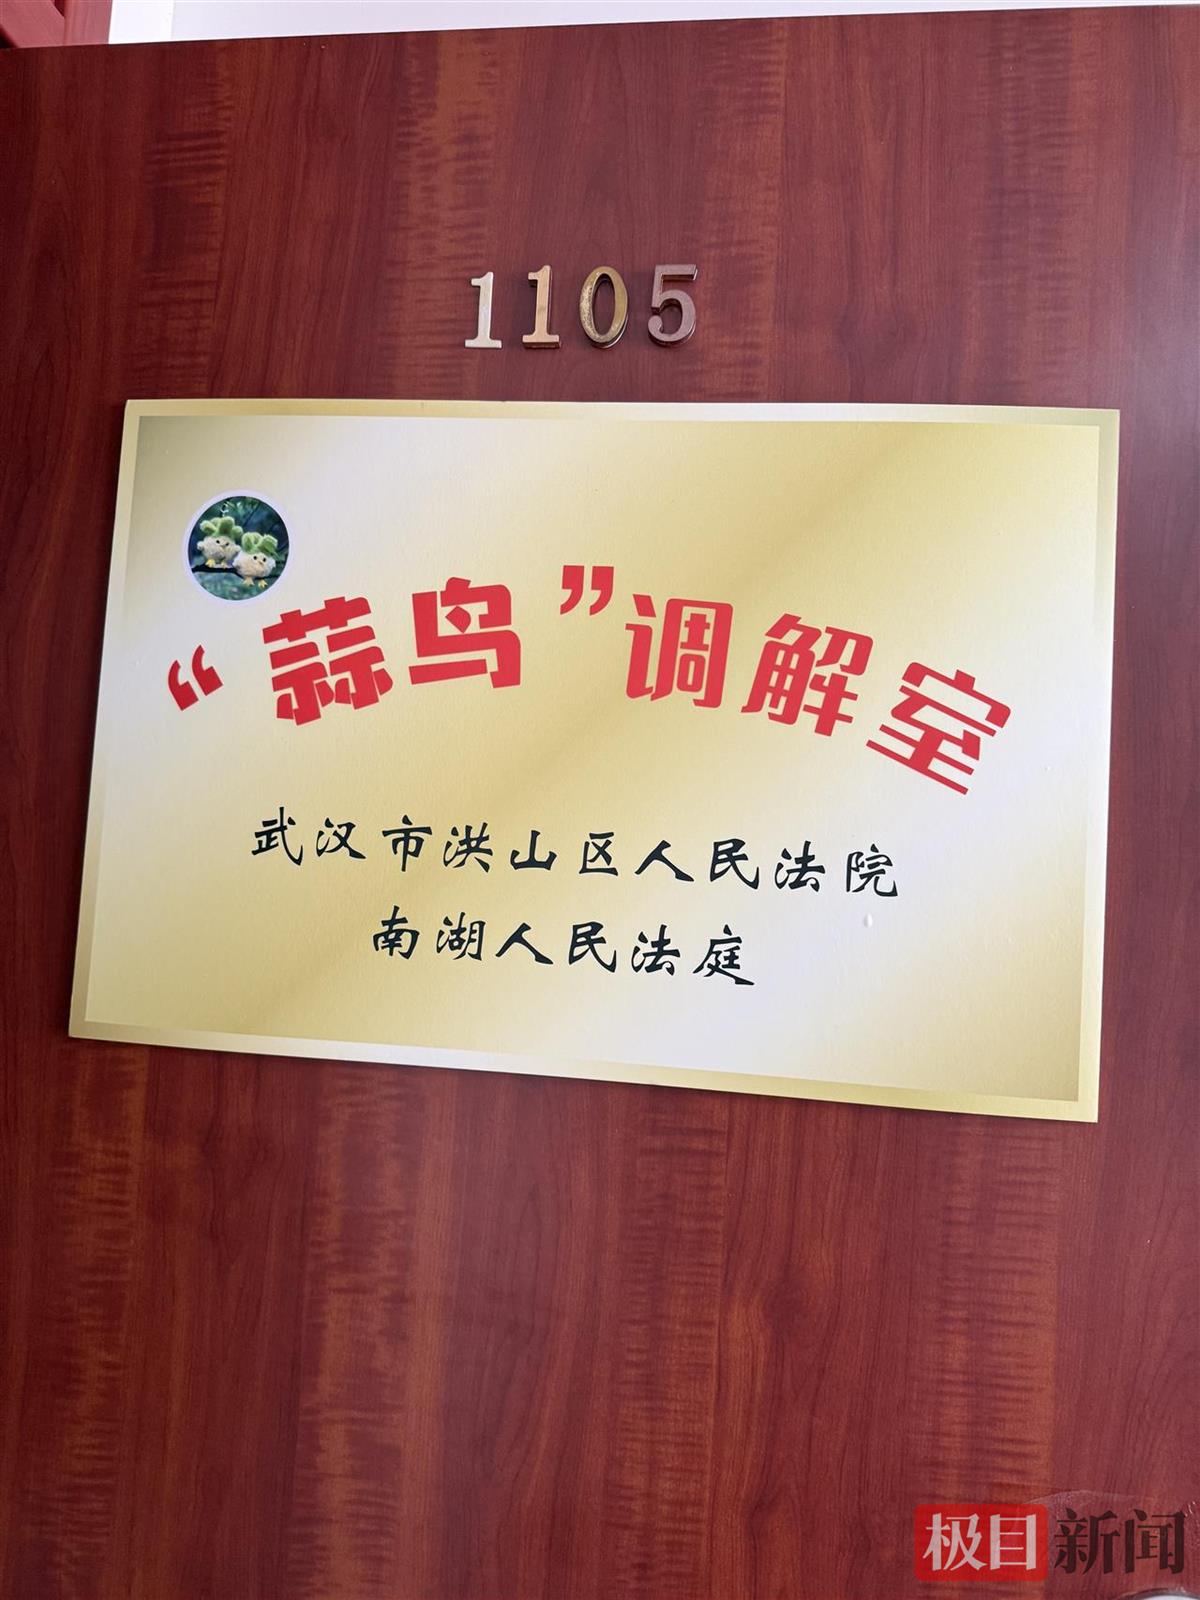 1105
”蒜鸟”调解室
武汉市洪山区人民法院
南湖人民法庭
极目新闻